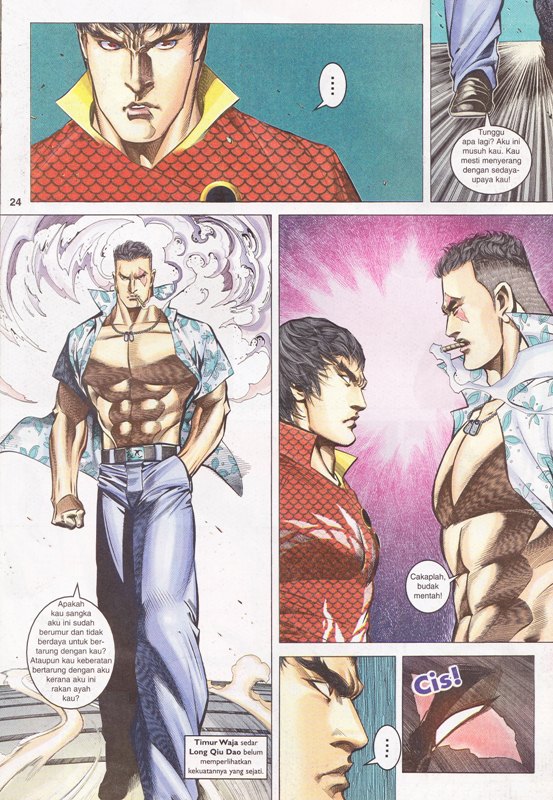 ....
Tunggu
apa lagi? Aku ini
musuh kau. Kau
mesti menyerang
dengan sedaya-
upaya kau!
24
Apakah
kau sangka
aku ini sudah
berumur dan tidak
berdaya untuk ber-
tarung dengan kau?
Ataupun kau keberatan
bertarung dengan aku
kerana aku ini
rakan ayah
kau?
Timur Waja sedar
Long Qiu Dao belum
memperlihatkan
kekuatannya yang sejati.
Cakaplah,
budak
mentah!
....
Cis!